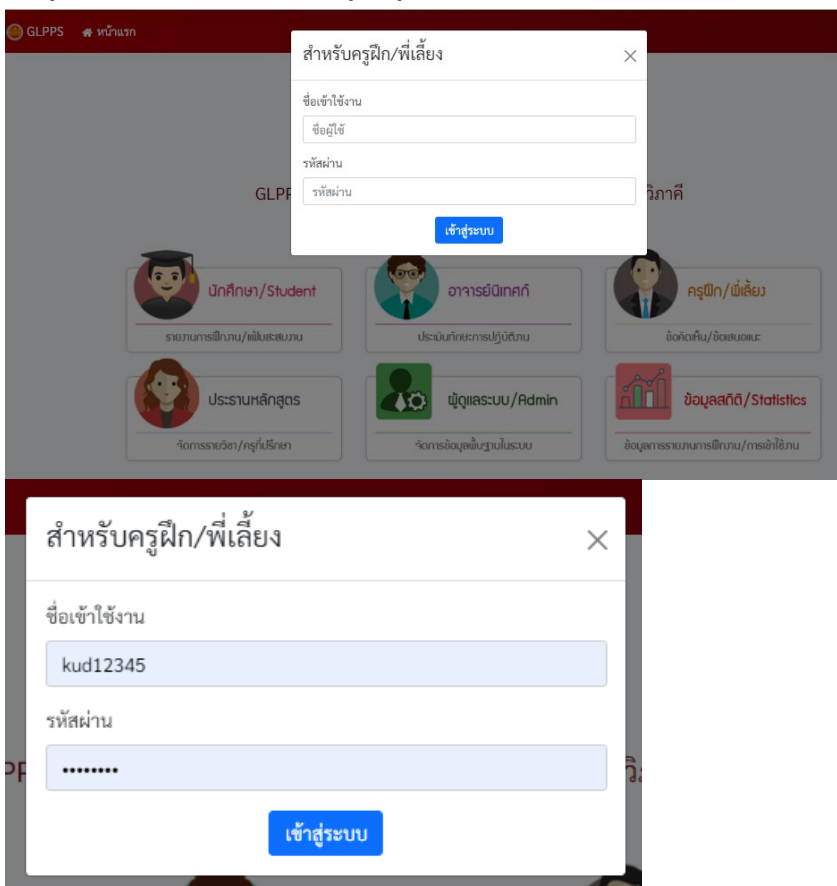 GLPPS หน้าแรก
สำหรับครูฝึก/พี่เลี้ยง
ชื่อเข้าใช้งาน
ชื่อผู้ใช้
รหัสผ่าน
รหัสผ่าน
เข้าสู่ระบบ
GLPP วิภาคี
นักศึกษา/Student
รายงานการฝึกงาน/แฟ้มสะสมงาน
อาจารย์นิเทศก์
ประเมินทักษะการปฏิบัติงาน
ครูฝึก/พี่เลี้ยง
ข้อคิดเห็น/ข้อเสนอแนะ
ประธานหลักสูตร
จัดการรายวิชา/ครูที่ปรึกษา
ผู้ดูแลระบบ/Admin
จัดการข้อมูลพื้นฐานในระบบ
ข้อมูลสถิติ/Statistics
ข้อมูลการรายงานการฝึกงาน/การเข้าใช้งาน
สำหรับครูฝึก/พี่เลี้ยง
ชื่อเข้าใช้งาน
kud12345
รหัสผ่าน
••••••••
เข้าสู่ระบบ